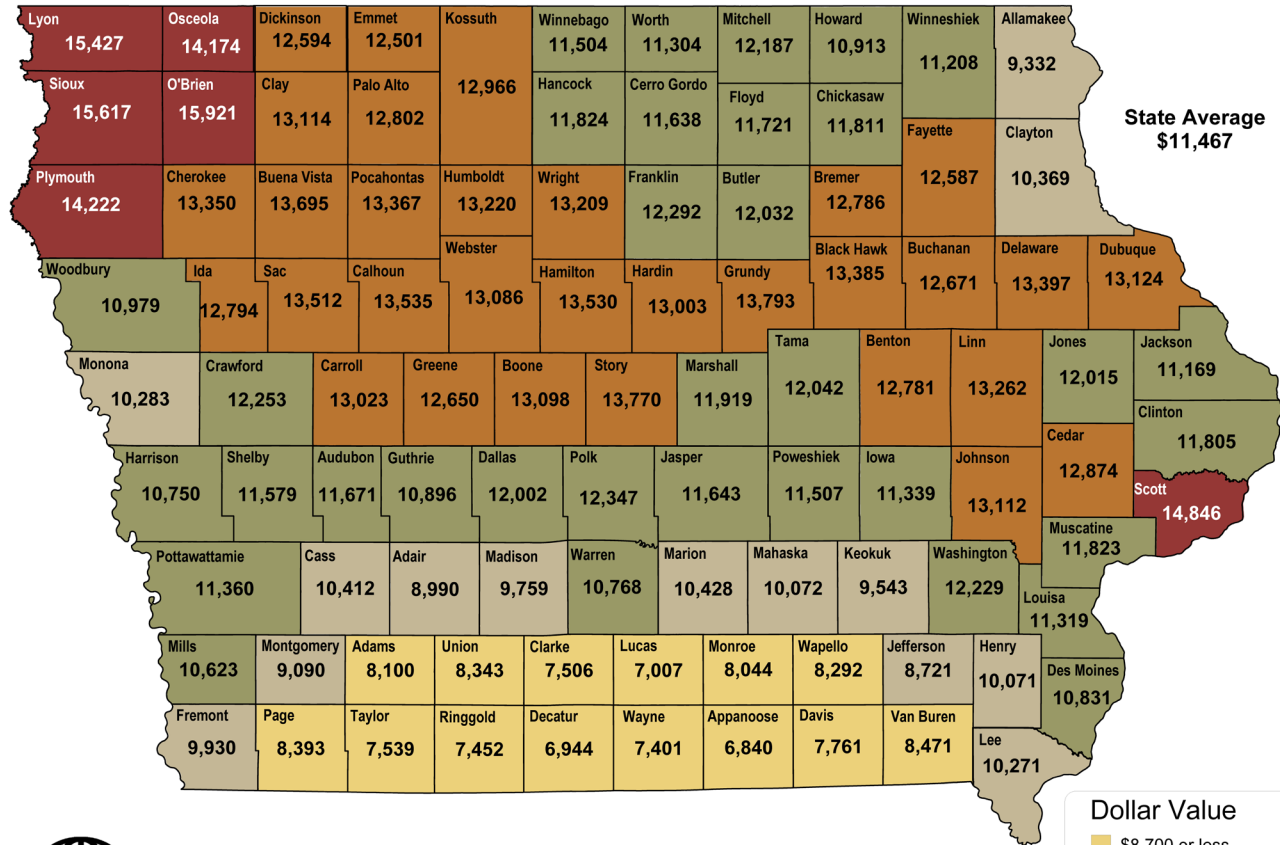 Lyon
15,427
Osceola
14,174
Dickinson
12,594
Emmet
12,501
Kossuth
12,966
Winnebago
11,504
Worth
11,304
Mitchell
12,187
Howard
10,913
Winneshiek
11,208
Allamakee
9,332
Sioux
15,617
O'Brien
15,921
Clay
13,114
Palo Alto
12,802
Hancock
11,824
Cerro Gordo
11,638
Floyd
11,721
Chickasaw
11,811
Fayette
12,587
Clayton
10,369
State Average
$11,467
Plymouth
14,222
Cherokee
13,350
Buena Vista
13,695
Pocahontas
13,367
Humboldt
13,220
Wright
13,209
Franklin
12,292
Butler
12,032
Bremer
12,786
Woodbury
10,979
Ida
12,794
Sac
13,512
Calhoun
13,535
Webster
13,086
Hamilton
13,530
Hardin
13,003
Grundy
13,793
Black Hawk
13,385
Buchanan
12,671
Delaware
13,397
Dubuque
13,124
Monona
10,283
Crawford
12,253
Carroll
13,023
Greene
12,650
Boone
13,098
Story
13,770
Marshall
11,919
Tama
12,042
Benton
12,781
Linn
13,262
Jones
12,015
Jackson
11,169
Clinton
11,805
Harrison
10,750
Shelby
11,579
Audubon
11,671
Guthrie
10,896
Dallas
12,002
Polk
12,347
Jasper
11,643
Poweshiek
11,507
Iowa
11,339
Johnson
13,112
Cedar
12,874
Scott
14,846
Muscatine
11,823
Pottawattamie
11,360
Cass
10,412
Adair
8,990
Madison
9,759
Warren
10,768
Marion
10,428
Mahaska
10,072
Keokuk
9,543
Washington
12,229
Louisa
11,319
Mills
10,623
Montgomery
9,090
Adams
8,100
Union
8,343
Clarke
7,506
Lucas
7,007
Monroe
8,044
Wapello
8,292
Jefferson
8,721
Henry
10,071
Des Moines
10,831
Fremont
9,930
Page
8,393
Taylor
7,539
Ringgold
7,452
Decatur
6,944
Wayne
7,401
Appanoose
6,840
Davis
7,761
Van Buren
8,471
Lee
10,271
Dollar Value
$8,700 or less